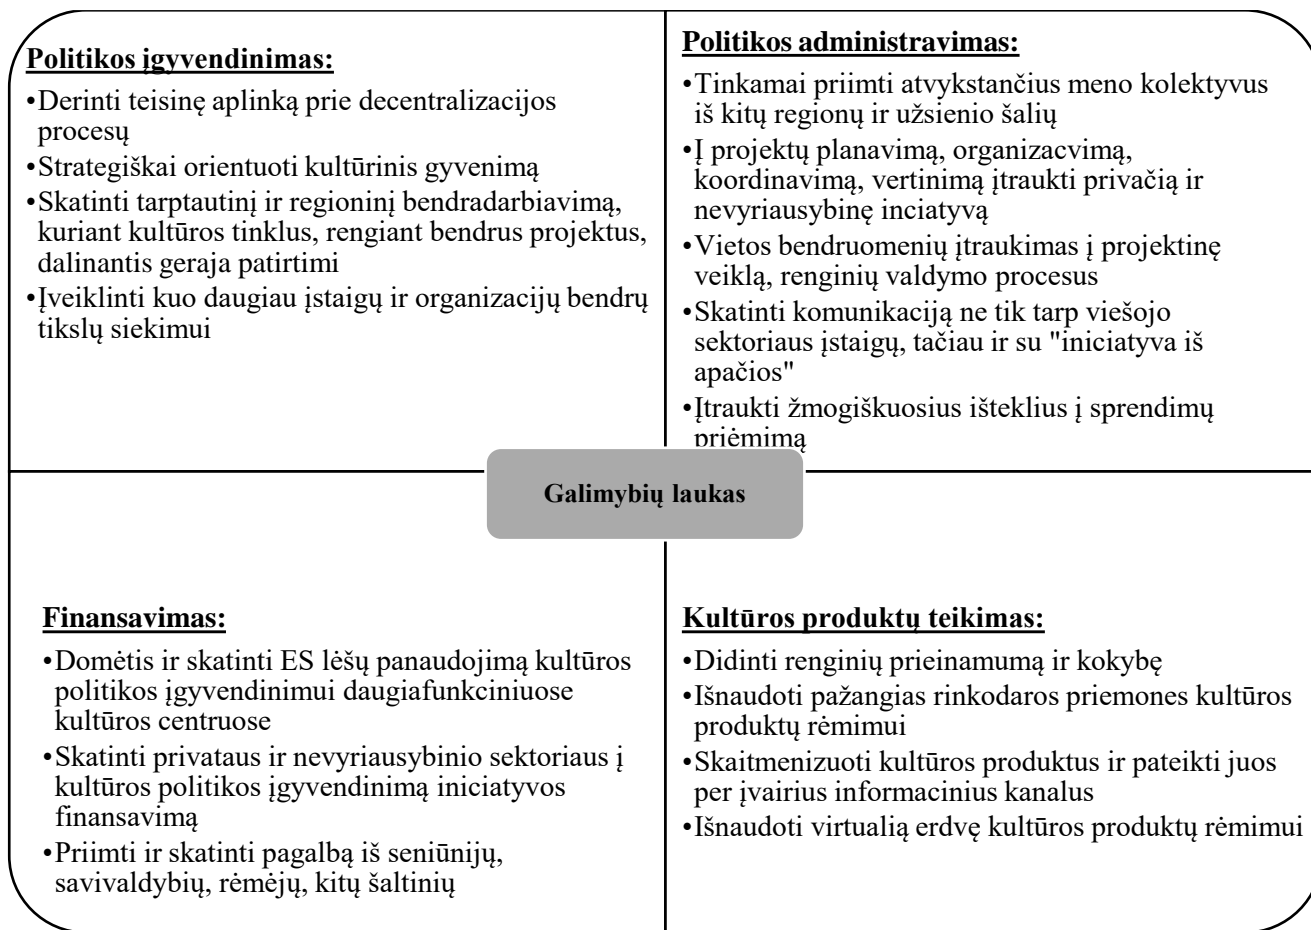 Politikos įgyvendinimas:
•Derinti teisinę aplinką prie decentralizacijos
procesų
•Strategiškai orientuoti kultūrinis gyvenimą
•Skatinti tarptautinį ir regioninį bendradarbiavimą,
kuriant kultūros tinklus, rengiant bendrus projektus,
dalinantis geraja patirtimi
•Įveiklinti kuo daugiau įstaigų ir organizacijų bendrų
tikslų siekimui
Politikos administravimas:
•Tinkamai priimti atvykstančius meno kolektyvus
iš kitų regionų ir užsienio šalių
•Į projektų planavimą, organizacvimą,
koordinavimą, vertinimą įtraukti privačią ir
nevyriausybinę inciatyvą
•Vietos bendruomenių įtraukimas į projektinę
veiklą, renginių valdymo procesus
•Skatinti komunikaciją ne tik tarp viešojo
sektoriaus įstaigų, tačiau ir su "iniciatyva iš
apačios"
•Įtraukti žmogiškuosius išteklius į sprendimų
priėmimą
Galimybių laukas
Finansavimas:
•Domėtis ir skatinti ES lėšų panaudojimą kultūros
politikos įgyvendinimui daugiafunkciniuose
kultūros centruose
•Skatinti privataus ir nevyriausybinio sektoriaus į
kultūros politikos įgyvendinimą iniciatyvos
finansavimą
•Priimti ir skatinti pagalbą iš seniūnijų,
savivaldybių, rėmėjų, kitų šaltinių
Kultūros produktų teikimas:
•Didinti renginių prieinamumą ir kokybę
•Išnaudoti pažangias rinkodaros priemones kultūros
produktų rėmimui
•Skaitmenizuoti kultūros produktus ir pateikti juos
per įvairius informacinius kanalus
•Išnaudoti virtualią erdvę kultūros produktų rėmimui